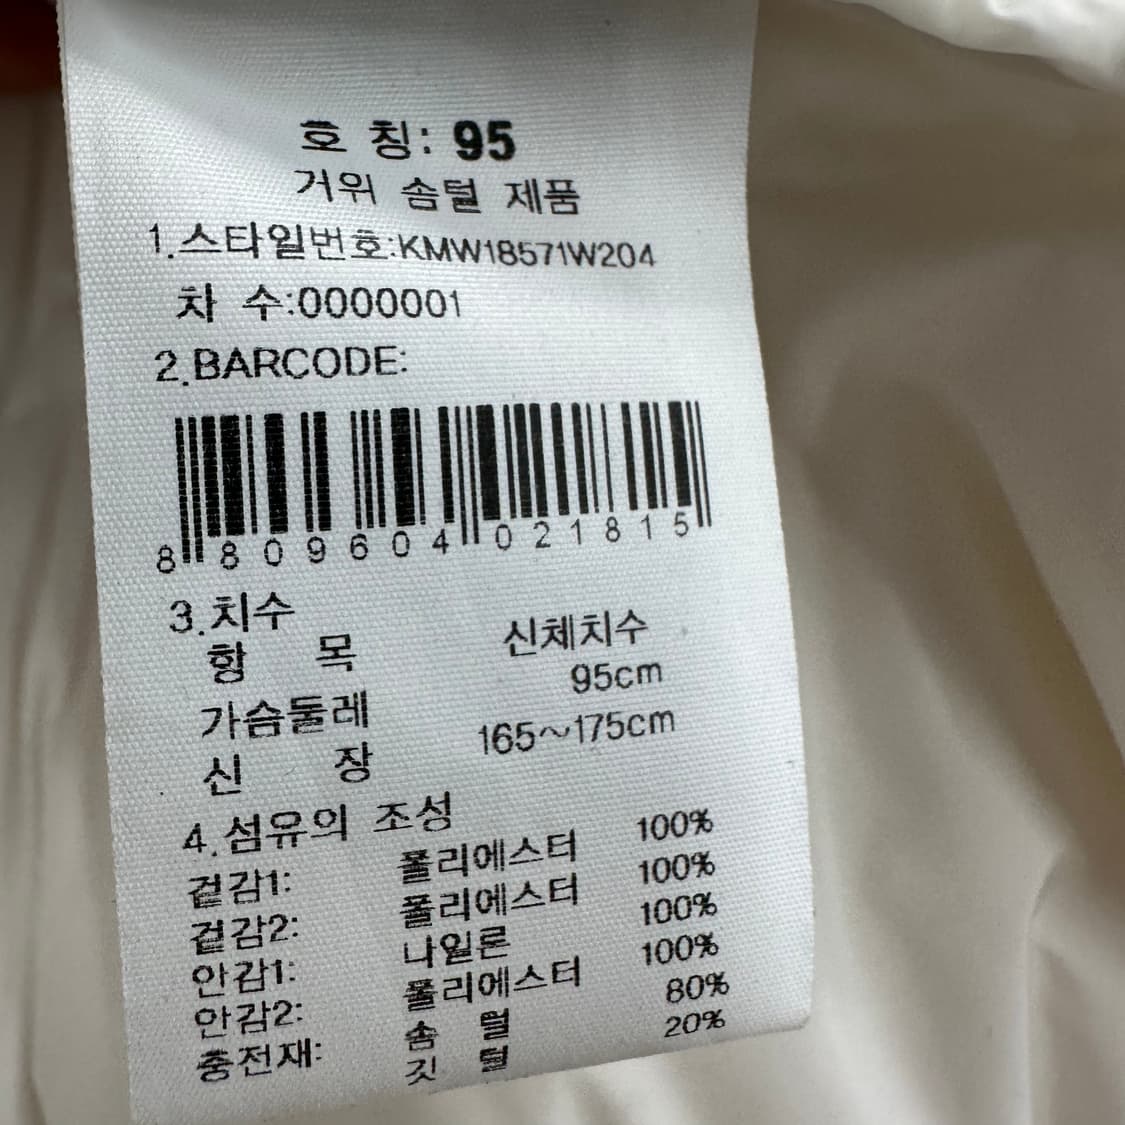 호 칭: 95
거위 솜털 제품
1.스타일번호:KMW18571W204
차 수:0000001
2.BARCODE:
8 809604 021815
3.치수
항 목 신체치수
가슴둘레 95cm
신 장 165~175cm
4.섬유의 조성
겉감1: 폴리에스터 100%
겉감2: 폴리에스터 100%
안감1: 나일론 100%
안감2: 폴리에스터 100%
충전재: 솜 털 80%
깃 털 20%